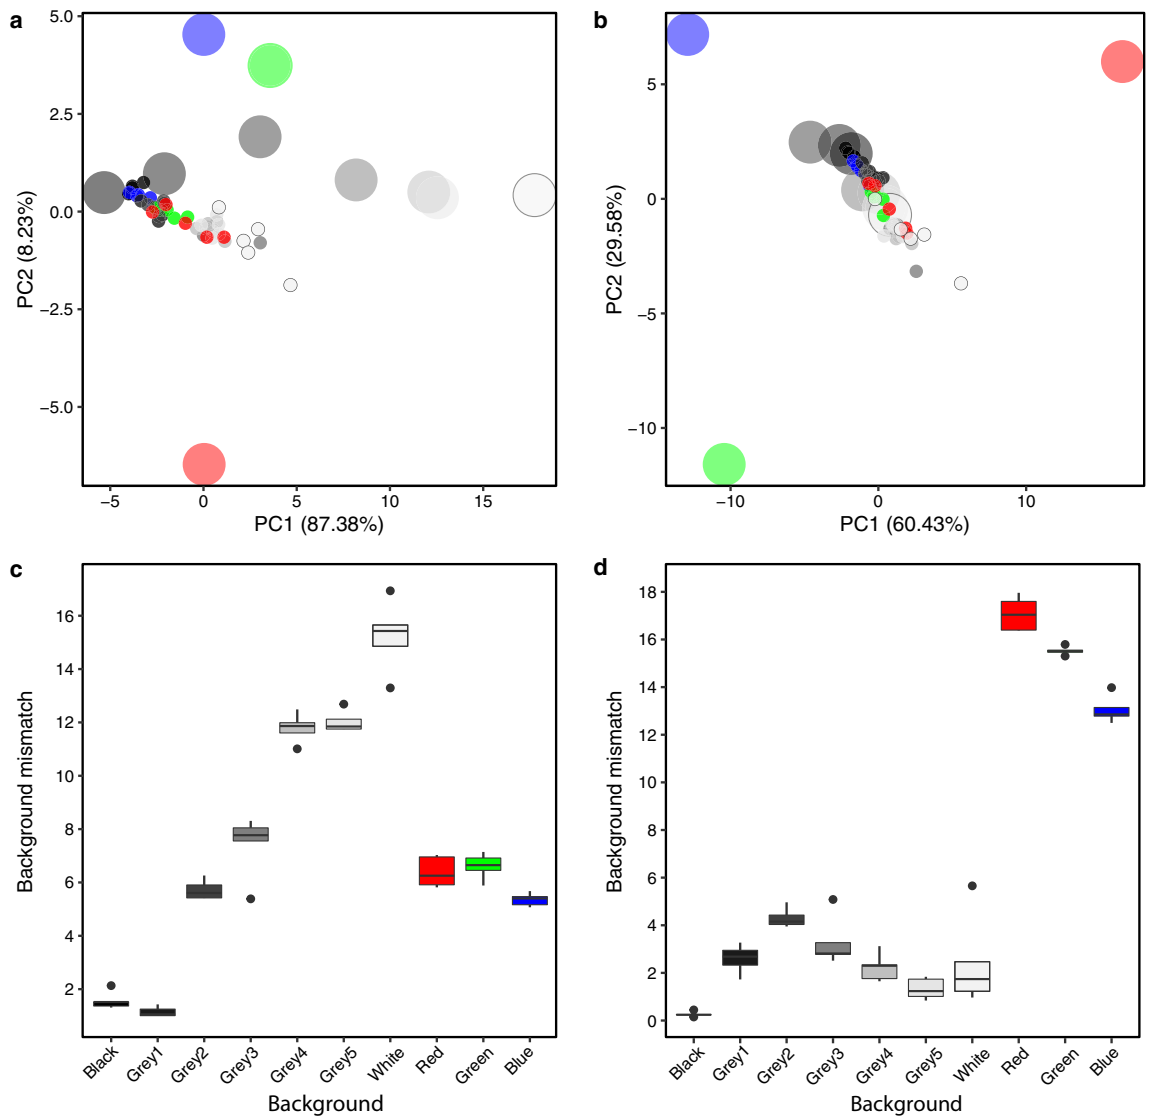 a
5.0
2.5
0.0
−2.5
−5.0
PC2 (8.23%)
−5
0
5
10
15
PC1 (87.38%)
b
5
0
−5
−10
PC2 (29.58%)
−10
0
10
PC1 (60.43%)
c
16
14
12
10
8
6
4
2
Background mismatch
Black
Grey1
Grey2
Grey3
Grey4
Grey5
White
Red
Green
Blue
Background
d
18
16
14
12
10
8
6
4
2
0
Background mismatch
Black
Grey1
Grey2
Grey3
Grey4
Grey5
White
Red
Green
Blue
Background